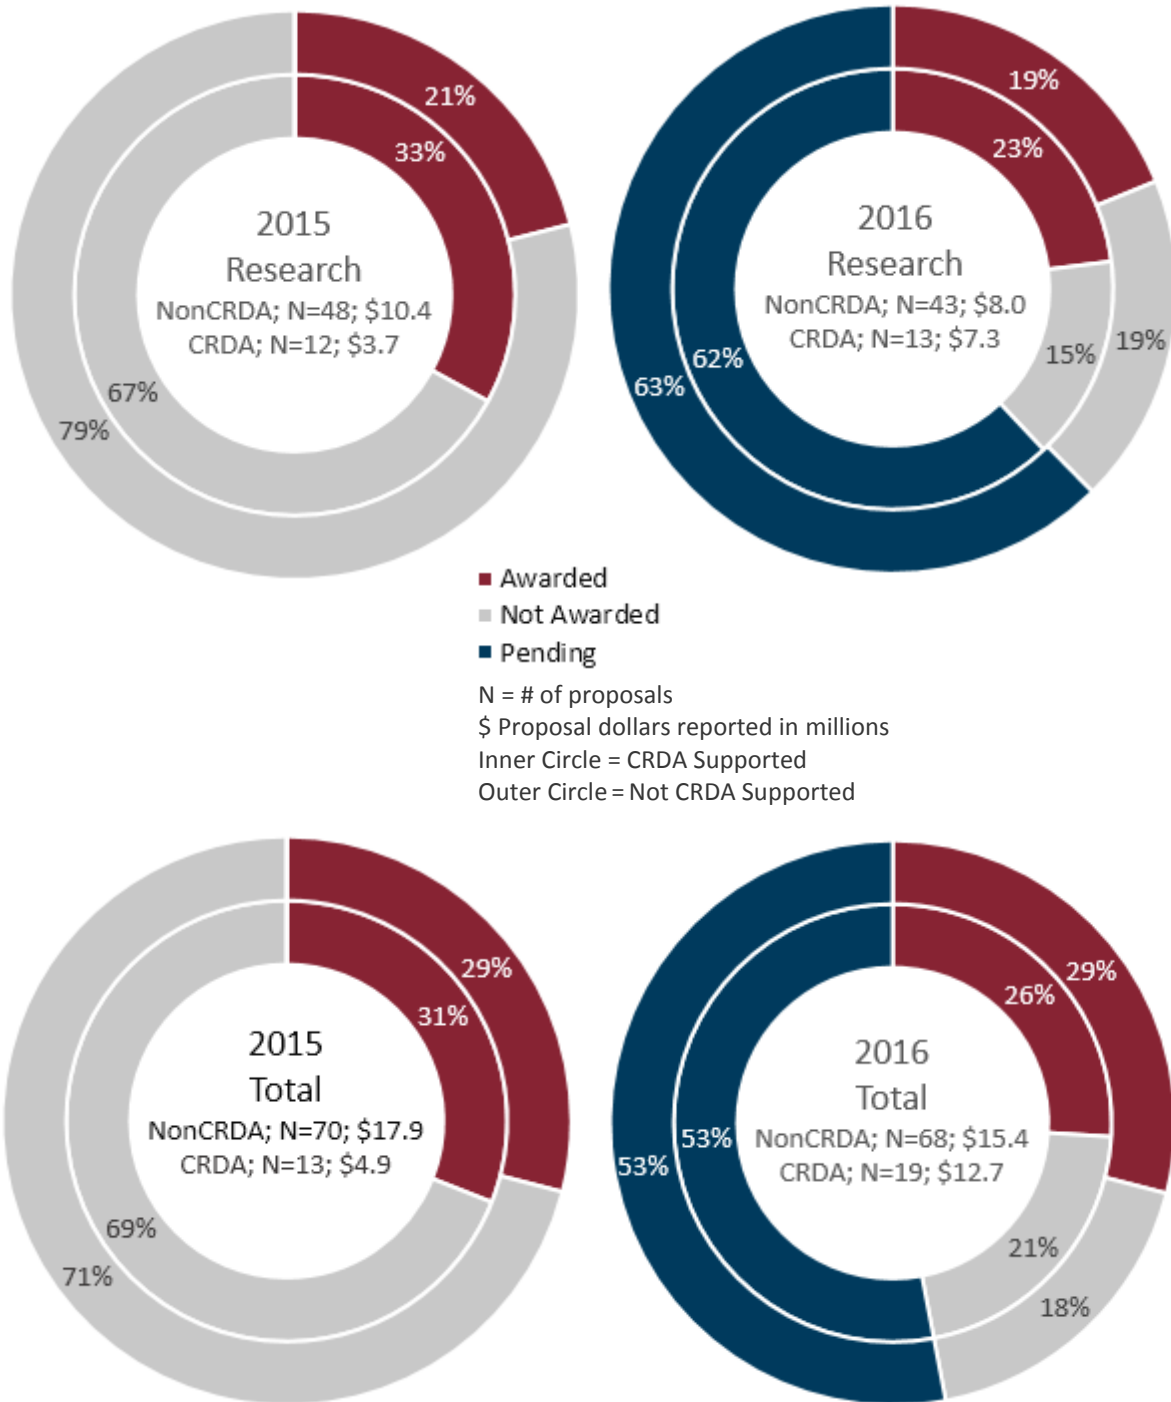 21%
33%
2015
Research
NonCRDA; N=48; $10.4
CRDA; N=12; $3.7
67%
79%
19%
23%
2016
Research
NonCRDA; N=43; $8.0
CRDA; N=13; $7.3
15%
19%
62%
63%
Awarded
Not Awarded
Pending
N = # of proposals
$ Proposal dollars reported in millions
Inner Circle = CRDA Supported
Outer Circle = Not CRDA Supported
29%
31%
2015
Total
NonCRDA; N=70; $17.9
CRDA; N=13; $4.9
69%
71%
29%
26%
2016
Total
NonCRDA; N=68; $15.4
CRDA; N=19; $12.7
53%
53%
21%
18%